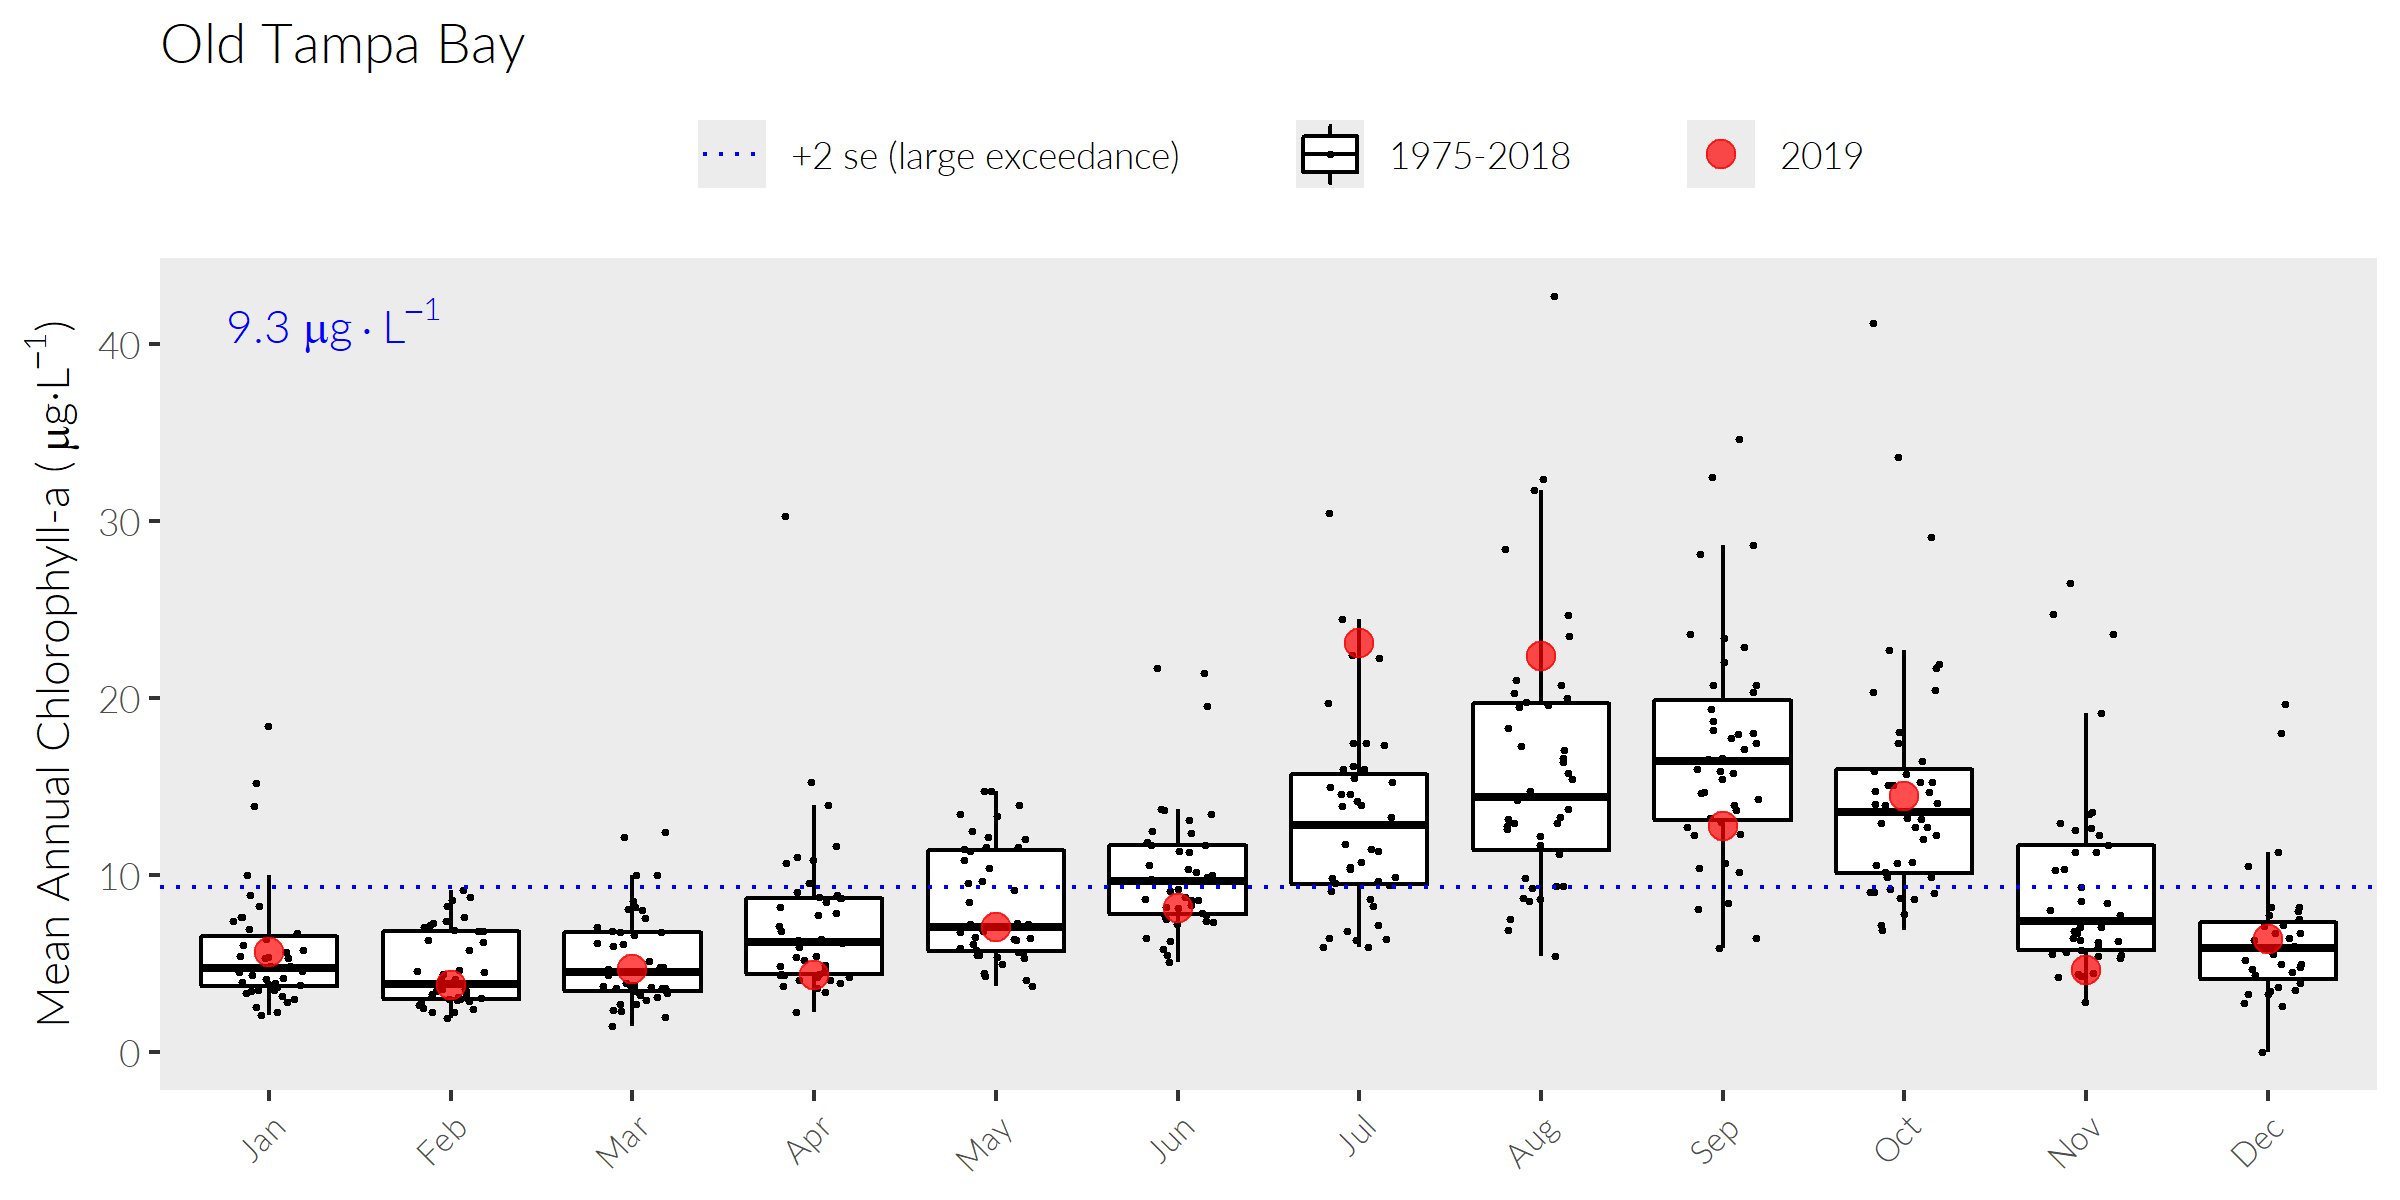 Old Tampa Bay
+2 se (large exceedance) 1975-2018 2019
9.3 μg · L⁻¹
Mean Annual Chlorophyll-a (μg·L⁻¹)
40
30
20
10
0
Jan Feb Mar Apr May Jun Jul Aug Sep Oct Nov Dec